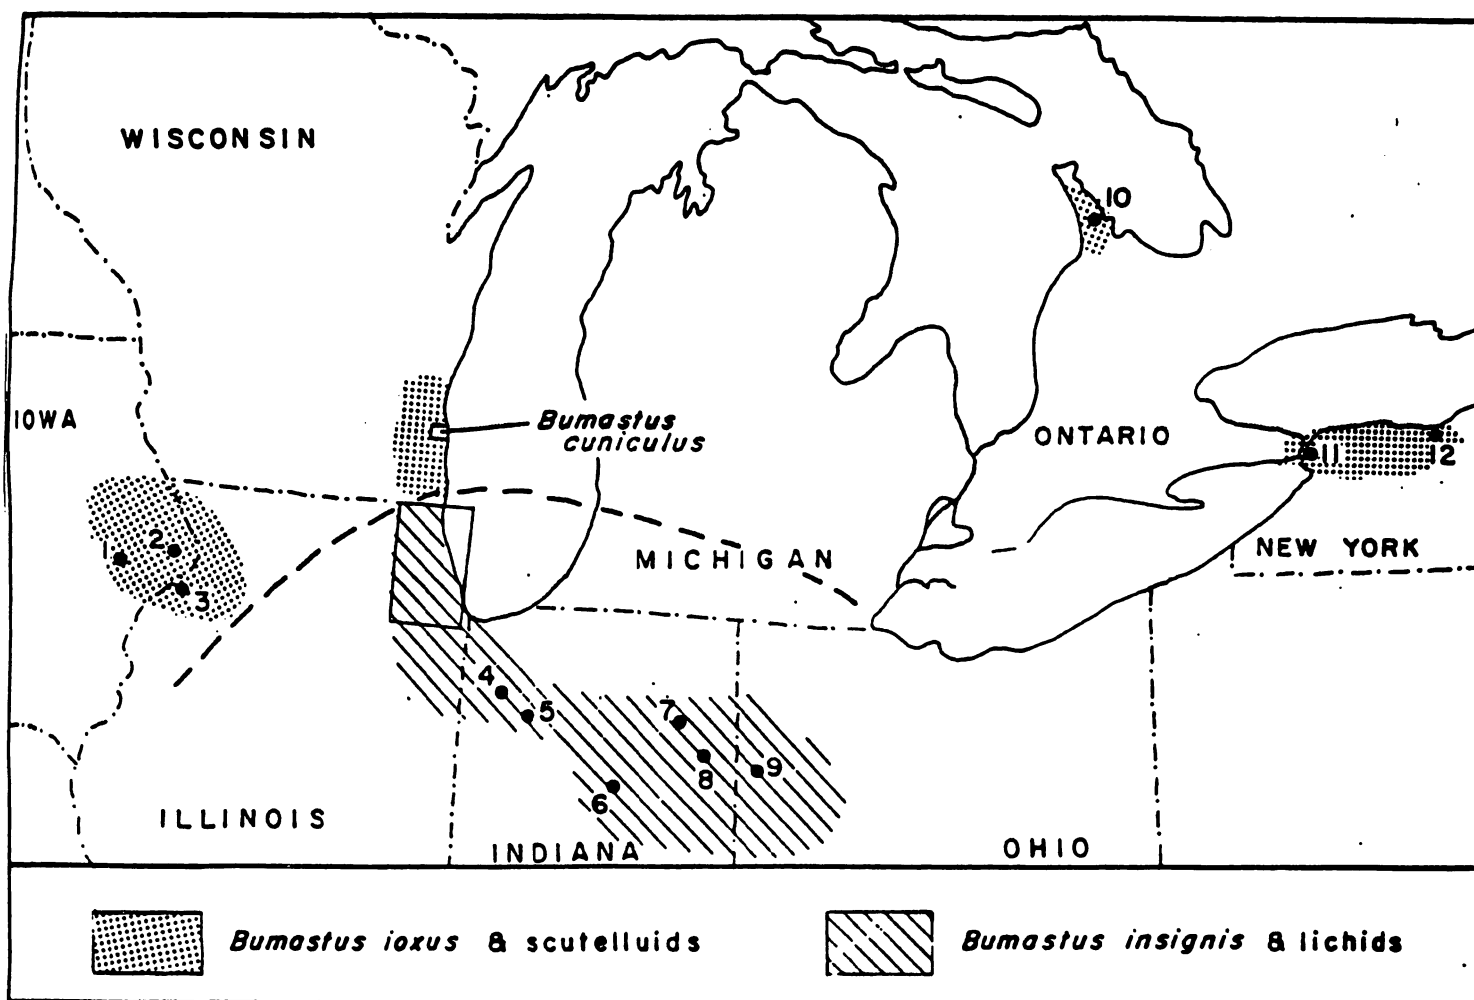 WISCONSIN
10
IOWA
Bumastus
cuniculus
ONTARIO
11
12
1
2
3
MICHIGAN
NEW YORK
4
5
7
8
9
6
ILLINOIS
INDIANA
OHIO
Bumastus ioxus & scutelluids
Bumastus insignis & lichids